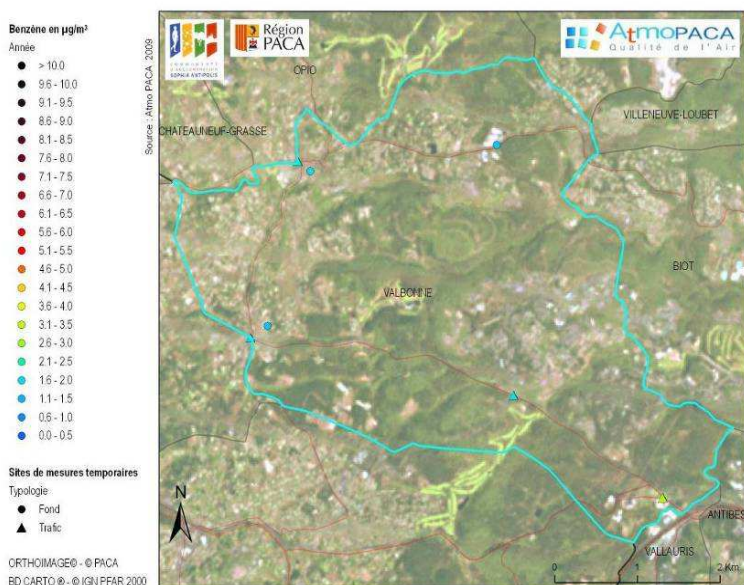 Benzène en µg/m³
Année
> 10.0
9.6 - 10.0
9.1 - 9.5
8.6 - 9.0
8.1 - 8.5
7.6 - 8.0
7.1 - 7.5
6.6 - 7.0
6.1 - 6.5
5.6 - 6.0
5.1 - 5.5
4.6 - 5.0
4.1 - 4.5
3.6 - 4.0
3.1 - 3.5
2.6 - 3.0
2.1 - 2.5
1.6 - 2.0
1.1 - 1.5
0.6 - 1.0
0.0 - 0.5
Sites de mesures temporaires
Typologie
Fond
Trafic
ORTHOIMAGE© - © PACA
BD CARTO ® - © IGN PFAR 2000
Source : Atmo PACA 2009
SOPHIA ANTIPOLIS
Région
PACA
AtmoPACA
Qualité de l'Air
OPIO
CHATEAUNEUF-GRASSE
VILLENEUVE-LOUBET
BIOT
VALBONNE
ANTIBES
VALLAURIS
N
0 1 2 Km